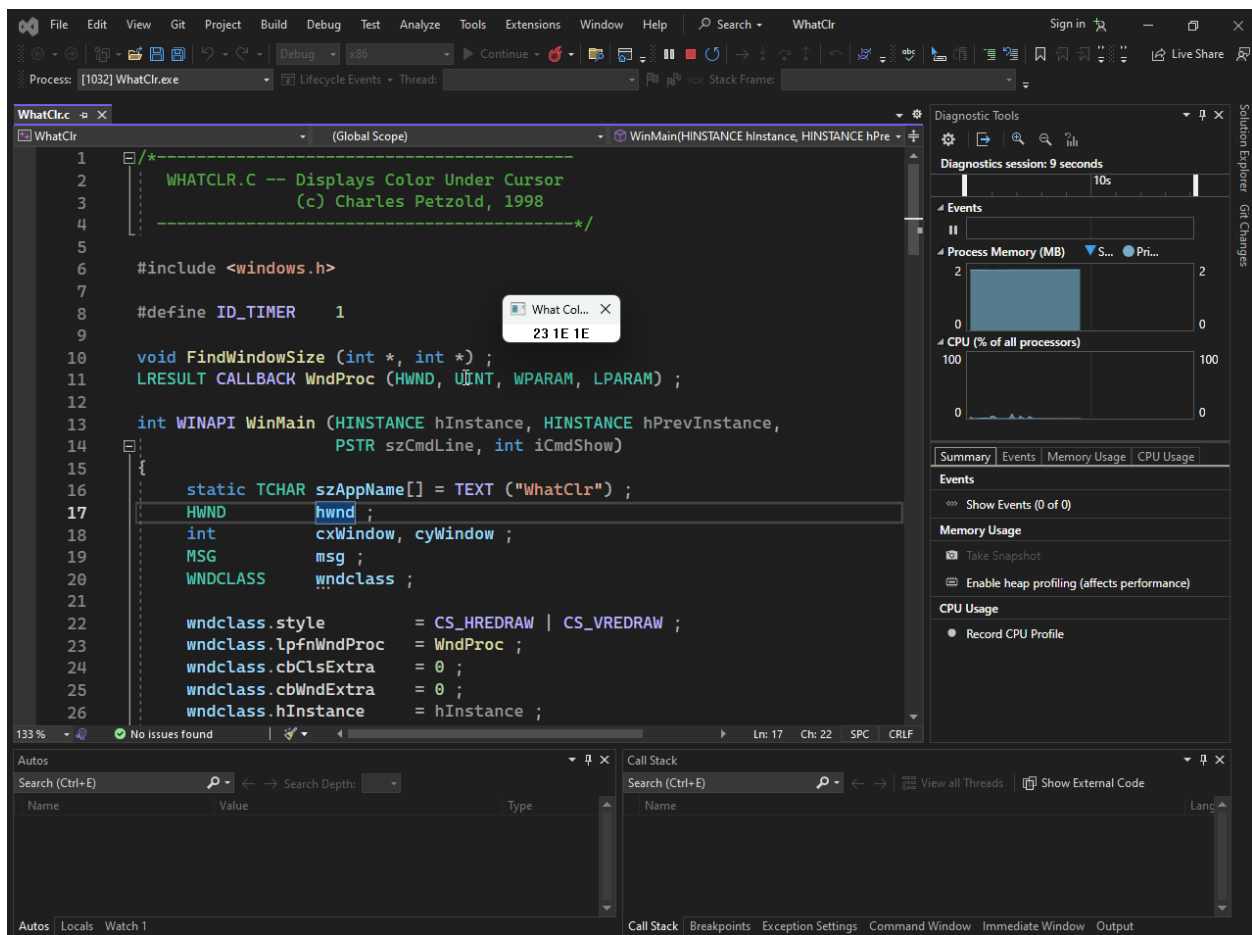 File Edit View Git Project Build Debug Test Analyze Tools Extensions Window Help Search WhatClr Sign in
Debug x86 Continue Live Share
Process: [1032] WhatClr.exe Lifecycle Events Thread: Stack Frame:
WhatClr.c
WhatClr (Global Scope) WinMain(HINSTANCE hInstance, HINSTANCE hPre
1 /*------------------------------------------
2 WHATCLR.C -- Displays Color Under Cursor
3 (c) Charles Petzold, 1998
4 ------------------------------------------*/
5
6 #include <windows.h>
7
8 #define ID_TIMER 1
9
10 void FindWindowSize (int *, int *) ;
11 LRESULT CALLBACK WndProc (HWND, UINT, WPARAM, LPARAM) ;
12
13 int WINAPI WinMain (HINSTANCE hInstance, HINSTANCE hPrevInstance,
14 PSTR szCmdLine, int iCmdShow)
15 {
16 static TCHAR szAppName[] = TEXT ("WhatClr") ;
17 HWND hwnd ;
18 int cxWindow, cyWindow ;
19 MSG msg ;
20 WNDCLASS wndclass ;
21
22 wndclass.style = CS_HREDRAW | CS_VREDRAW ;
23 wndclass.lpfnWndProc = WndProc ;
24 wndclass.cbClsExtra = 0 ;
25 wndclass.cbWndExtra = 0 ;
26 wndclass.hInstance = hInstance ;
What Col...
23 1E 1E
133 % No issues found Ln: 17 Ch: 22 SPC CRLF
Diagnostic Tools
Diagnostics session: 9 seconds
10s
Events
Process Memory (MB) S... Pri...
2 2
0 0
CPU (% of all processors)
100 100
0 0
Summary Events Memory Usage CPU Usage
Events
Show Events (0 of 0)
Memory Usage
Take Snapshot
Enable heap profiling (affects performance)
CPU Usage
Record CPU Profile
Solution Explorer
Git Changes
Autos
Search (Ctrl+E) Search Depth:
Name Value Type
Autos Locals Watch 1
Call Stack
Search (Ctrl+E) View all Threads Show External Code
Name Lang
Call Stack Breakpoints Exception Settings Command Window Immediate Window Output